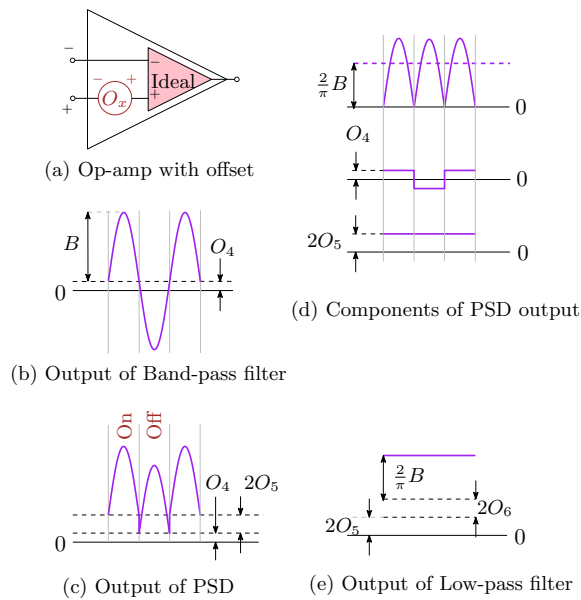 −
− + Ideal −
Oₓ
+ +
(a) Op-amp with offset
B
O₄
0
(b) Output of Band-pass filter
On Off
O₄ 2O₅
0
(c) Output of PSD
2/π B
0
O₄
0
2O₅
0
(d) Components of PSD output
2/π B
2O₆
2O₅
0
(e) Output of Low-pass filter